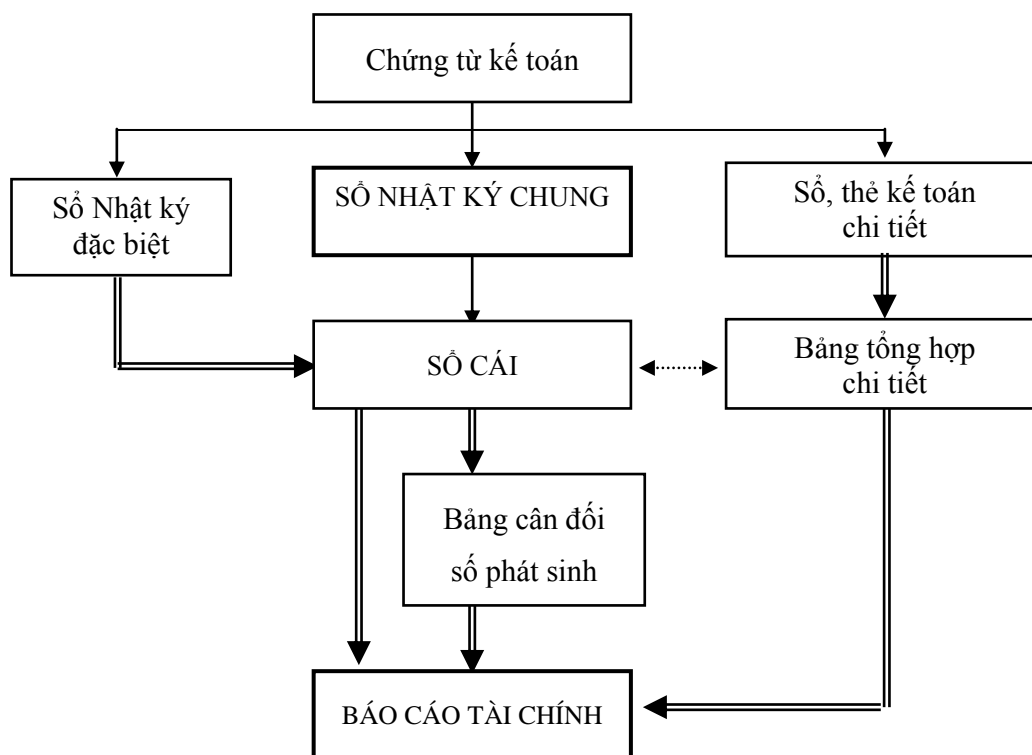 Chứng từ kế toán
Sổ Nhật ký
đặc biệt
SỔ NHẬT KÝ CHUNG
Sổ, thẻ kế toán
chi tiết
SỔ CÁI
Bảng tổng hợp
chi tiết
Bảng cân đối
số phát sinh
BÁO CÁO TÀI CHÍNH